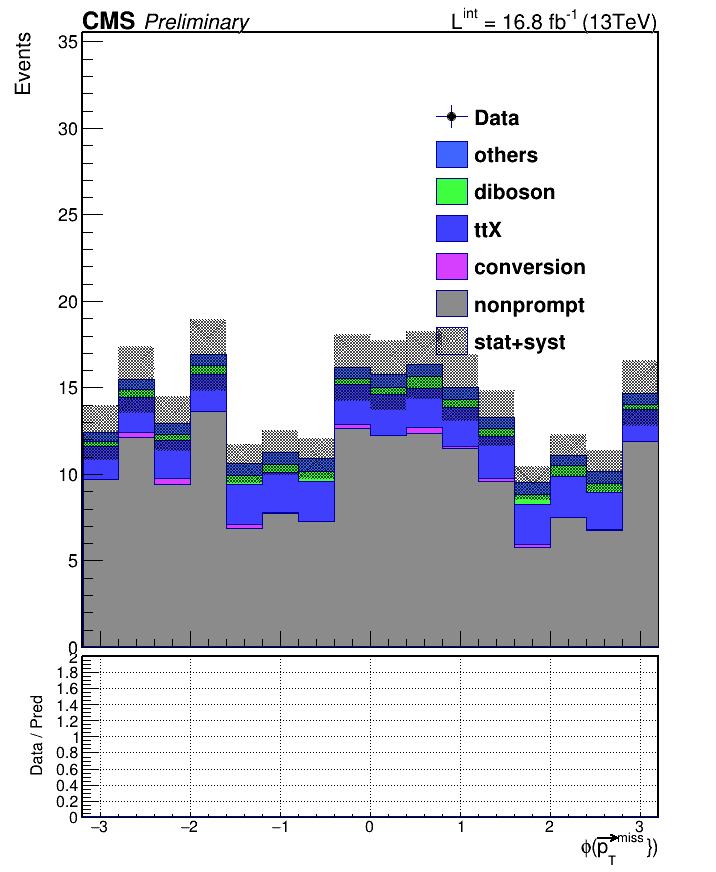 CMS Preliminary
L^int = 16.8 fb^-1 (13TeV)
Events
35
30
25
20
15
10
5
0
Data
others
diboson
ttX
conversion
nonprompt
stat+syst
Data / Pred
2
1.8
1.6
1.4
1.2
1
0.8
0.6
0.4
0.2
0
−3 −2 −1 0 1 2 3
ϕ(p_T^miss })